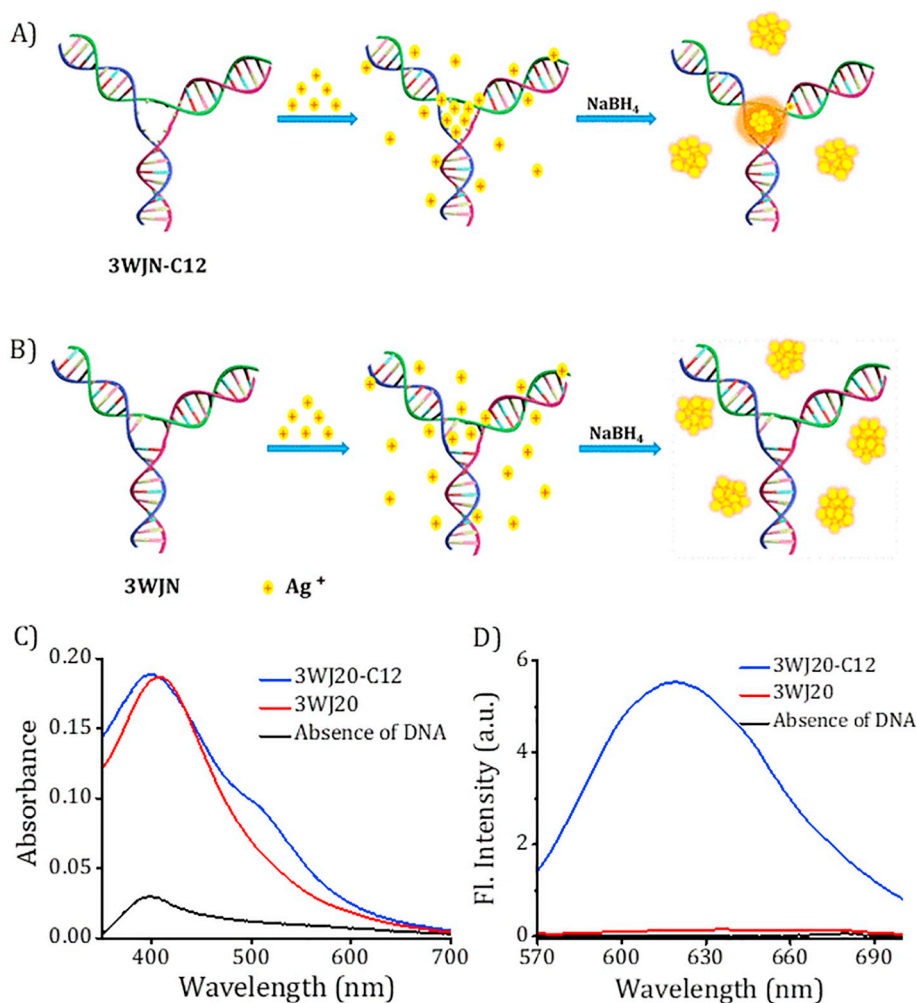 A)
NaBH₄
3WJN-C12
B)
NaBH₄
3WJN
Ag⁺
C)
0.20
0.15
0.10
0.05
0.00
Absorbance
3WJ20-C12
3WJ20
Absence of DNA
400
500
600
700
Wavelength (nm)
D)
6
4
2
0
Fl. Intensity (a.u.)
3WJ20-C12
3WJ20
Absence of DNA
570
600
630
660
690
Wavelength (nm)